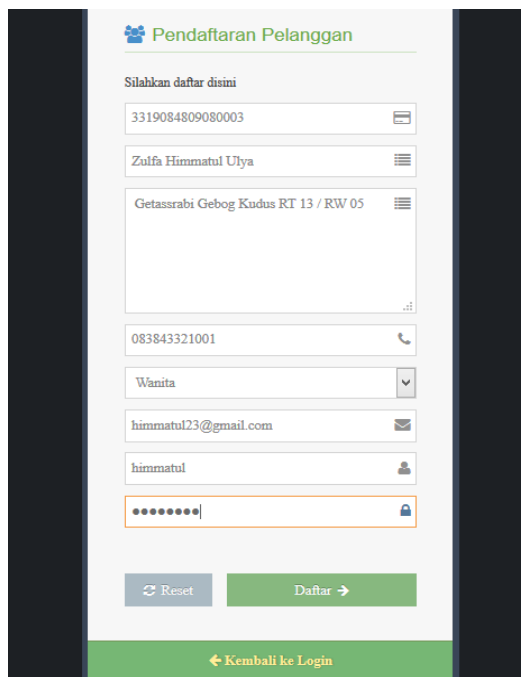 Pendaftaran Pelanggan
Silahkan daftar disini
3319084809080003
Zulfa Himmatul Ulya
Getassrabi Gebog Kudus RT 13 / RW 05
083843321001
Wanita
himmatul23@gmail.com
himmatul
●●●●●●●●
Reset
Daftar
Kembali ke Login